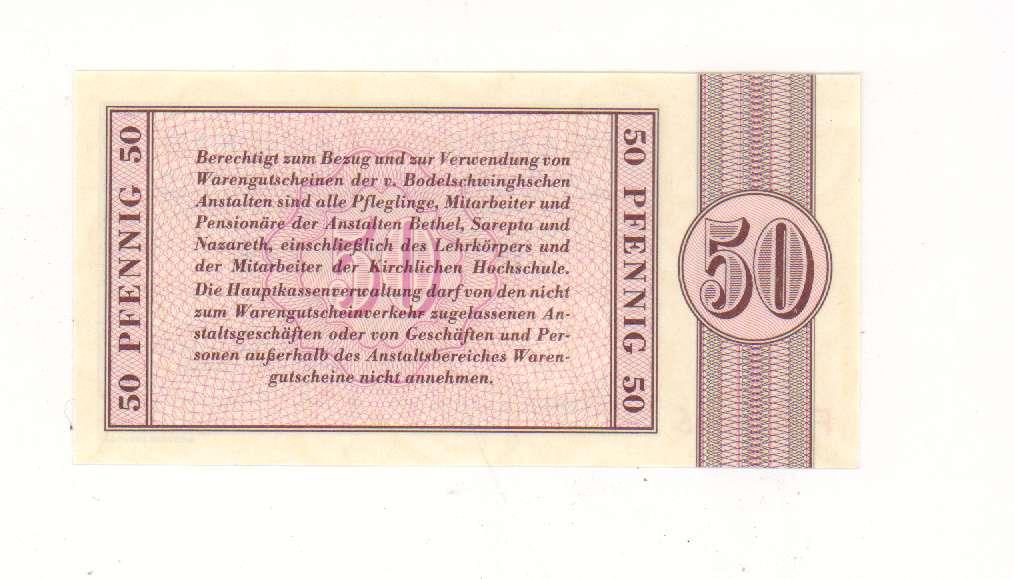 50 PFENNIG 50
Berechtigt zum Bezug und zur Verwendung von
Warengutscheinen der v. Bodelschwinghschen
Anstalten sind alle Pfleglinge, Mitarbeiter und
Pensionäre der Anstalten Bethel, Sarepta und
Nazareth, einschließlich des Lehrkörpers und
der Mitarbeiter der Kirchlichen Hochschule.
Die Hauptkassenverwaltung darf von den nicht
zum Warengutscheinverkehr zugelassenen An-
staltsgeschäften oder von Geschäften und Per-
sonen außerhalb des Anstaltsbereiches Waren-
gutscheine nicht annehmen.
50
50 PFENNIG 50
50